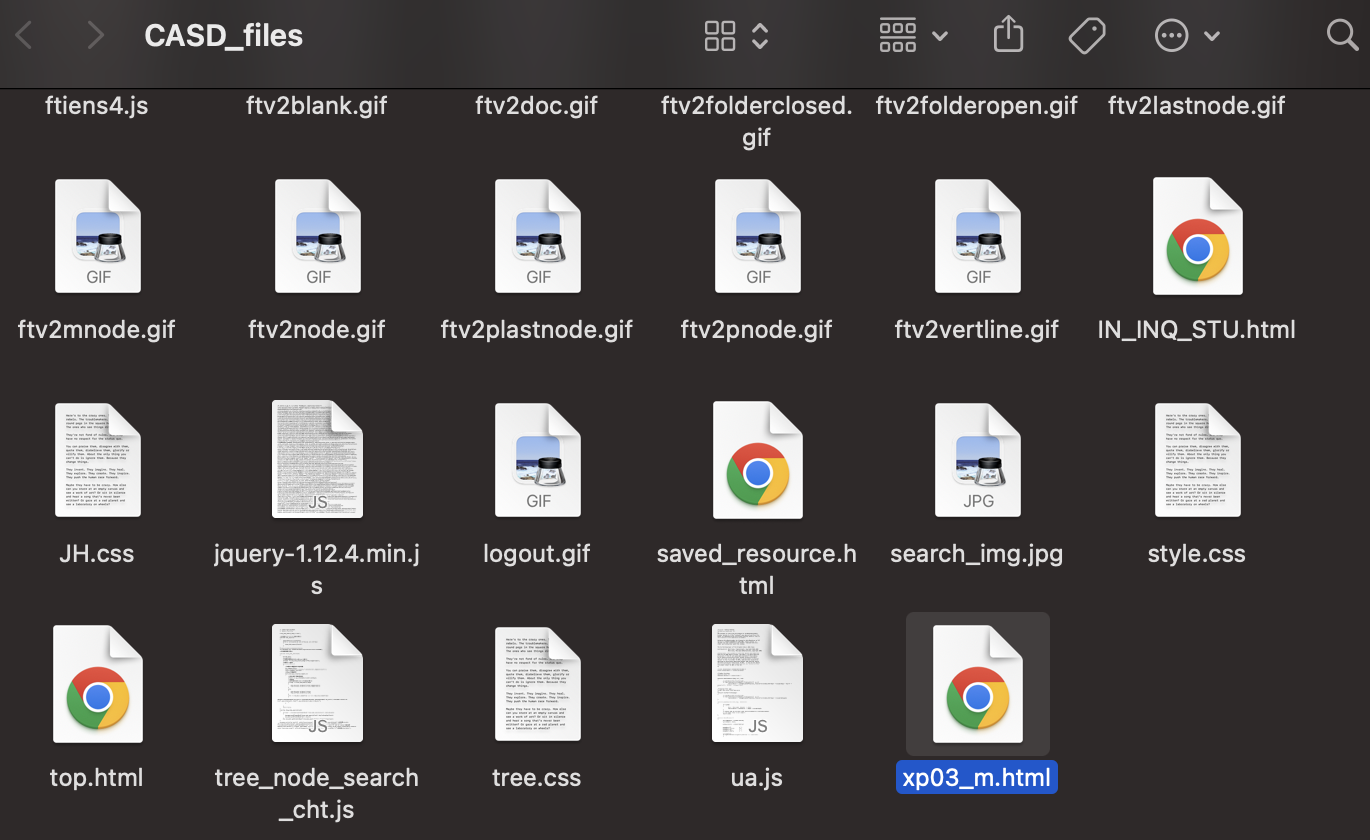 CASD_files
ftiens4.js
ftv2blank.gif
ftv2doc.gif
ftv2folderclosed.
gif
ftv2folderopen.gif
ftv2lastnode.gif
GIF
GIF
GIF
GIF
GIF
ftv2mnode.gif
ftv2node.gif
ftv2plastnode.gif
ftv2pnode.gif
ftv2vertline.gif
IN_INQ_STU.html
JS
GIF
JPG
JH.css
jquery-1.12.4.min.j
s
logout.gif
saved_resource.h
tml
search_img.jpg
style.css
JS
JS
top.html
tree_node_search
_cht.js
tree.css
ua.js
xp03_m.html